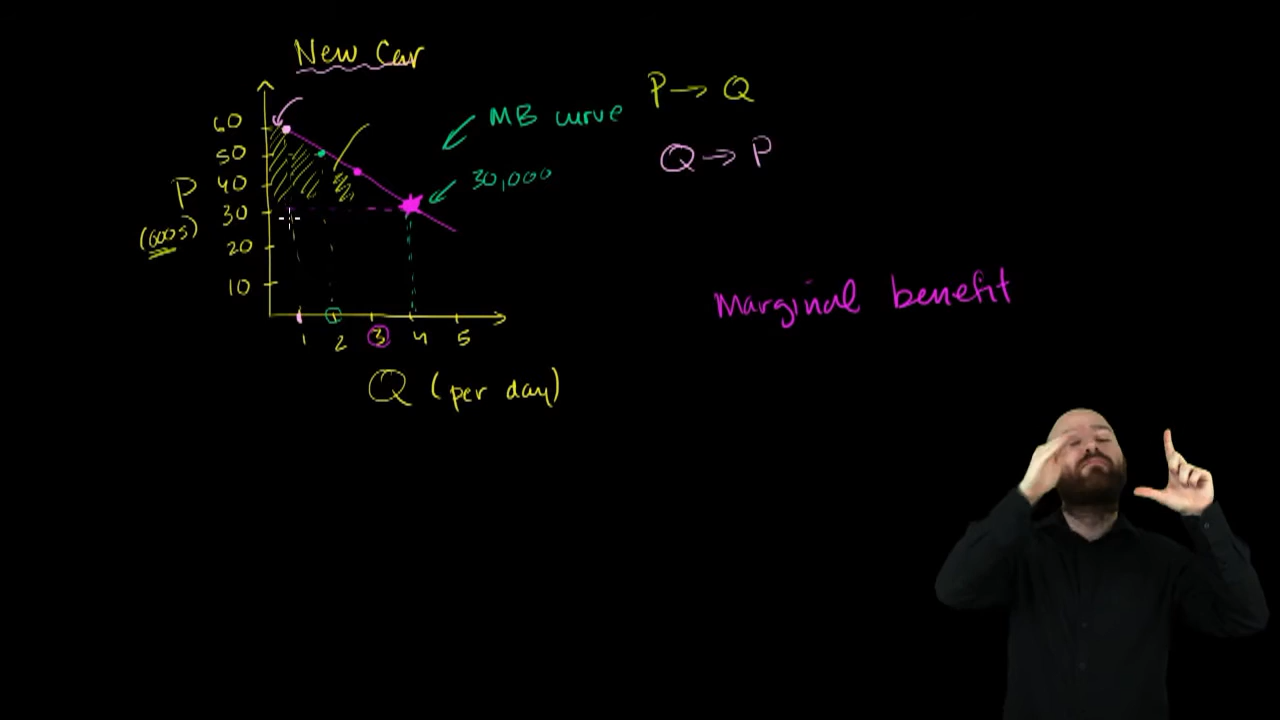 New Car
P → Q
MB curve
Q → P
30,000
60
50
40
30
20
10
P
(000s)
1 2 3 4 5
Q (per day)
Marginal benefit